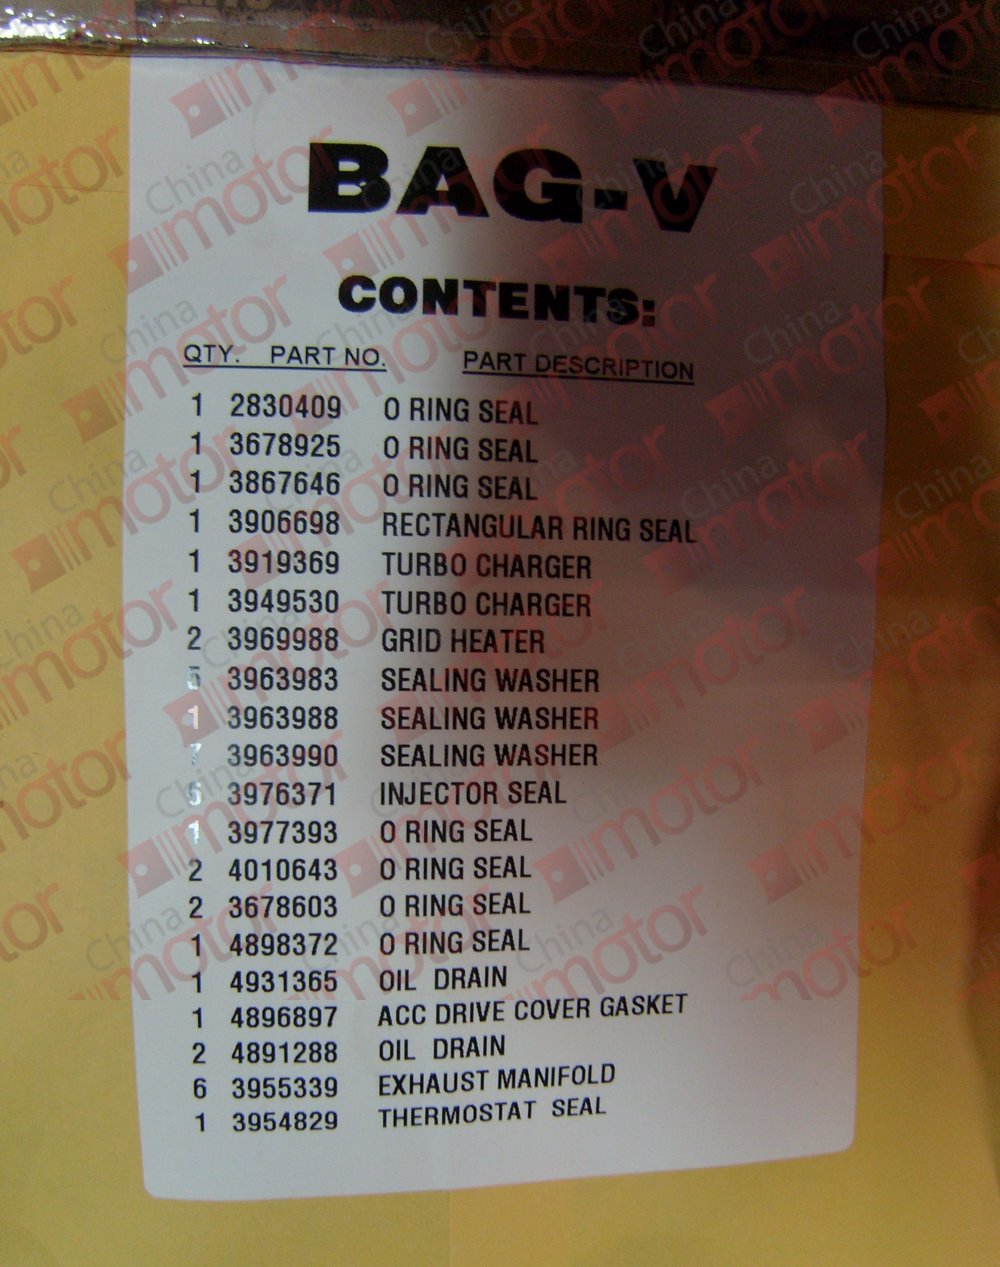 BAG-V
CONTENTS:
QTY. PART NO. PART DESCRIPTION
1 2830409 O RING SEAL
1 3678925 O RING SEAL
1 3867646 O RING SEAL
1 3906698 RECTANGULAR RING SEAL
1 3919369 TURBO CHARGER
1 3949530 TURBO CHARGER
2 3969988 GRID HEATER
5 3963983 SEALING WASHER
1 3963988 SEALING WASHER
7 3963990 SEALING WASHER
3976371 INJECTOR SEAL
1 3977393 O RING SEAL
2 4010643 O RING SEAL
2 3678603 O RING SEAL
1 4898372 O RING SEAL
1 4931365 OIL DRAIN
1 4896897 ACC DRIVE COVER GASKET
2 4891288 OIL DRAIN
6 3955339 EXHAUST MANIFOLD
1 3954829 THERMOSTAT SEAL
China motor